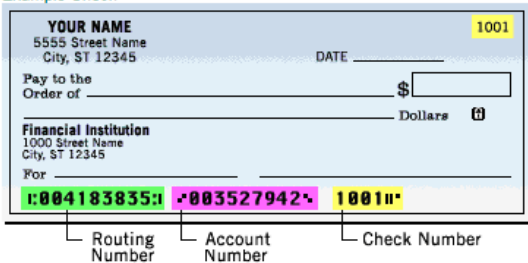 YOUR NAME 1001
5555 Street Name
City, ST 12345 DATE
Pay to the
Order of $
Dollars
Financial Institution
1000 Street Name
City, ST 12345
For
⑆004183835⑆ ⑈003527942⑈ 1001⑈
Routing Number
Account Number
Check Number